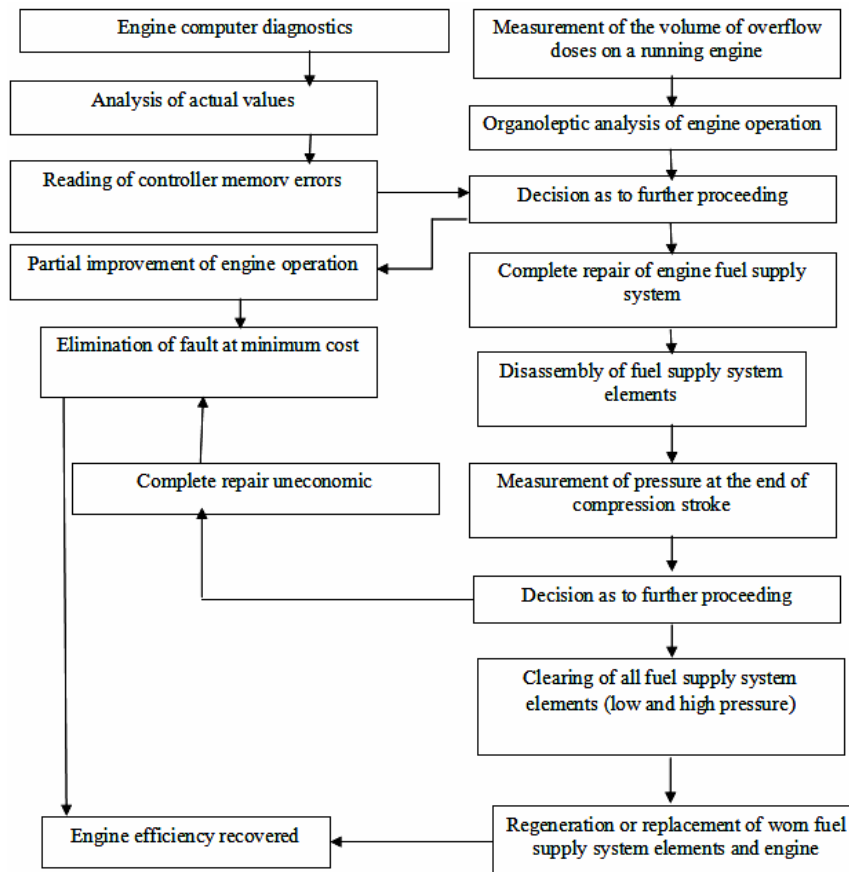 Engine computer diagnostics
Measurement of the volume of overflow
doses on a running engine
Analysis of actual values
Organoleptic analysis of engine operation
Reading of controller memory errors
Decision as to further proceeding
Partial improvement of engine operation
Complete repair of engine fuel supply
system
Elimination of fault at minimum cost
Disassembly of fuel supply system
elements
Complete repair uneconomic
Measurement of pressure at the end of
compression stroke
Decision as to further proceeding
Clearing of all fuel supply system
elements (low and high pressure)
Engine efficiency recovered
Regeneration or replacement of worn fuel
supply system elements and engine